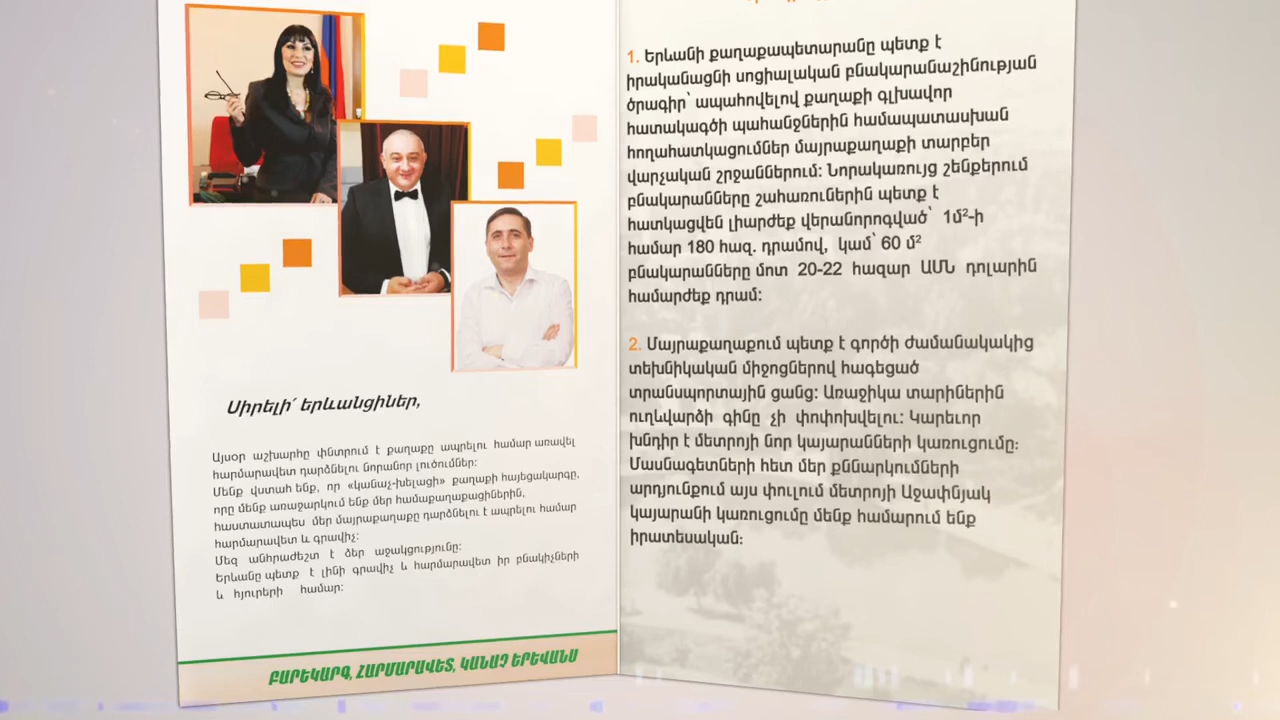 Սիրելի՛ երևանցիներ,
Այսօր աշխարհը փնտրում է քաղաքը ապրելու համար առավել
հարմարավետ դարձնելու նորանոր լուծումներ:
Մենք վստահ ենք, որ «կանաչ-խելացի» քաղաքի հայեցակարգը,
որը մենք առաջարկում ենք մեր համաքաղաքացիներին,
հաստատապես մեր մայրաքաղաքը դարձնելու է ապրելու համար
հարմարավետ և գրավիչ:
Մեզ անհրաժեշտ է ձեր աջակցությունը:
Երևանը պետք է լինի գրավիչ և հարմարավետ իր բնակիչների
և հյուրերի համար:
ԲԱՐԵԿԱՐԳ, ՀԱՐՄԱՐԱՎԵՏ, ԿԱՆԱՉ ԵՐԵՎԱՆՍ
1. Երևանի քաղաքապետարանը պետք է
իրականացնի սոցիալական բնակարանաշինության
ծրագիր՝ ապահովելով քաղաքի գլխավոր
հատակագծի պահանջներին համապատասխան
հողահատկացումներ մայրաքաղաքի տարբեր
վարչական շրջաններում: Նորակառույց շենքերում
բնակարանները շահառուներին պետք է
հատկացվեն լիարժեք վերանորոգված՝ 1մ²-ի
համար 180 հազ. դրամով, կամ՝ 60 մ²
բնակարանները մոտ 20-22 հազար ԱՄՆ դոլարին
համարժեք դրամ:
2. Մայրաքաղաքում պետք է գործի ժամանակակից
տեխնիկական միջոցներով հագեցած
տրանսպորտային ցանց: Առաջիկա տարիներին
ուղևվարձի գինը չի փոփոխվելու: Կարեւոր
խնդիր է մետրոյի նոր կայարանների կառուցումը:
Մասնագետների հետ մեր քննարկումների
արդյունքում այս փուլում մետրոյի Աջափնյակ
կայարանի կառուցումը մենք համարում ենք
իրատեսական: